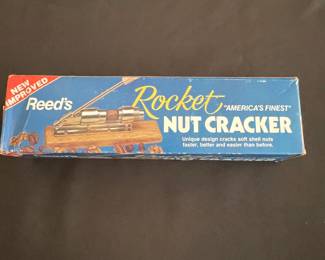 NEW
IMPROVED
Reed's
Rocket
"AMERICA'S FINEST"
NUT CRACKER
Unique design cracks soft shell nuts
faster, better and easier than before.